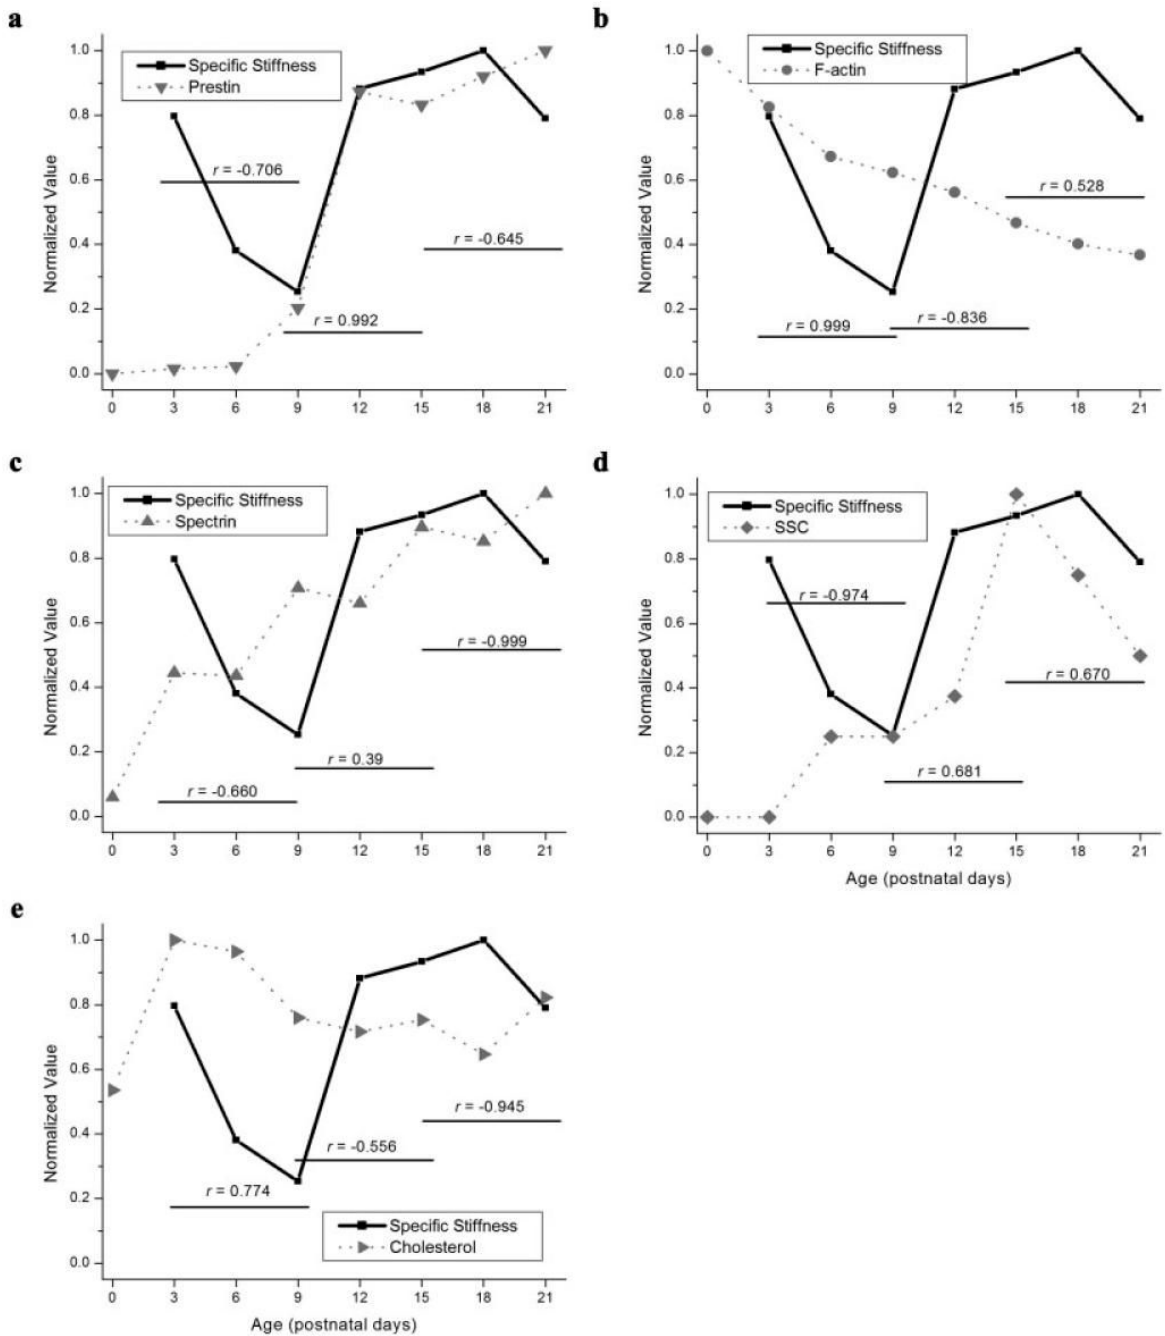 a
1.0
0.8
0.6
0.4
0.2
0.0
Normalized Value
Specific Stiffness
Prestin
r = -0.706
r = -0.645
r = 0.992
0 3 6 9 12 15 18 21
b
1.0
0.8
0.6
0.4
0.2
0.0
Normalized Value
Specific Stiffness
F-actin
r = 0.528
r = -0.836
r = 0.999
0 3 6 9 12 15 18 21
c
1.0
0.8
0.6
0.4
0.2
0.0
Normalized Value
Specific Stiffness
Spectrin
r = -0.999
r = 0.39
r = -0.660
0 3 6 9 12 15 18 21
d
1.0
0.8
0.6
0.4
0.2
0.0
Normalized Value
Specific Stiffness
SSC
r = -0.974
r = 0.670
r = 0.681
0 3 6 9 12 15 18 21
Age (postnatal days)
e
1.0
0.8
0.6
0.4
0.2
0.0
Normalized Value
r = -0.945
r = -0.556
r = 0.774
Specific Stiffness
Cholesterol
0 3 6 9 12 15 18 21
Age (postnatal days)